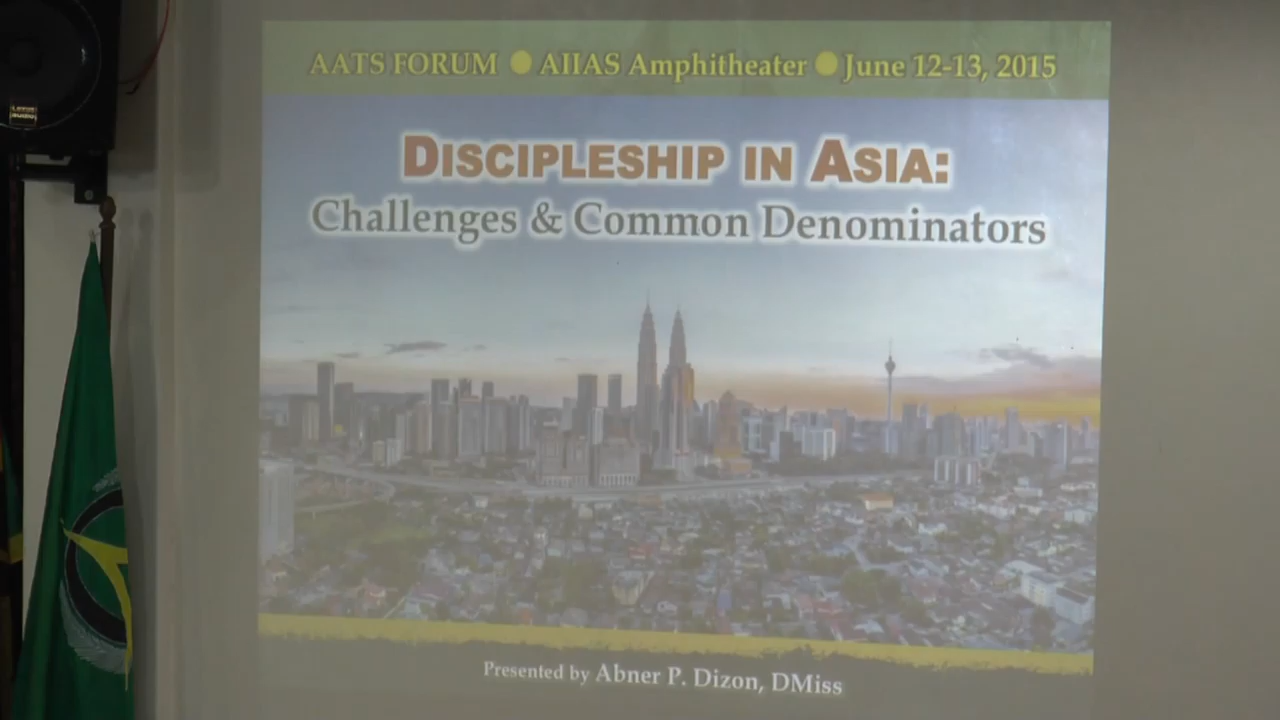 AATS FORUM ● AIIAS Amphitheater ● June 12-13, 2015
DISCIPLESHIP IN ASIA:
Challenges & Common Denominators
Presented by Abner P. Dizon, DMiss